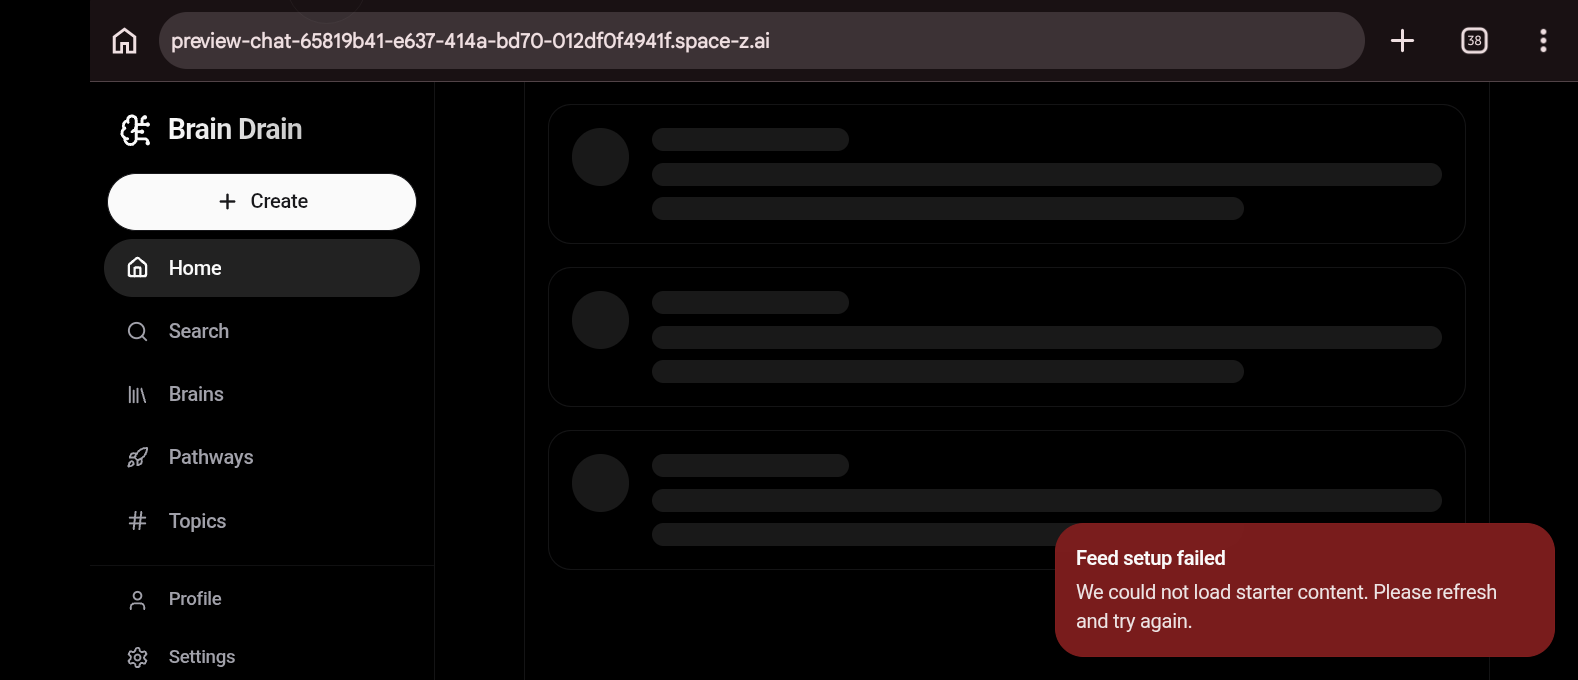 preview-chat-65819b41-e637-414a-bd70-012df0f4941f.space-z.ai
38
Brain Drain
Create
Home
Search
Brains
Pathways
Topics
Profile
Settings
Feed setup failed
We could not load starter content. Please refresh
and try again.